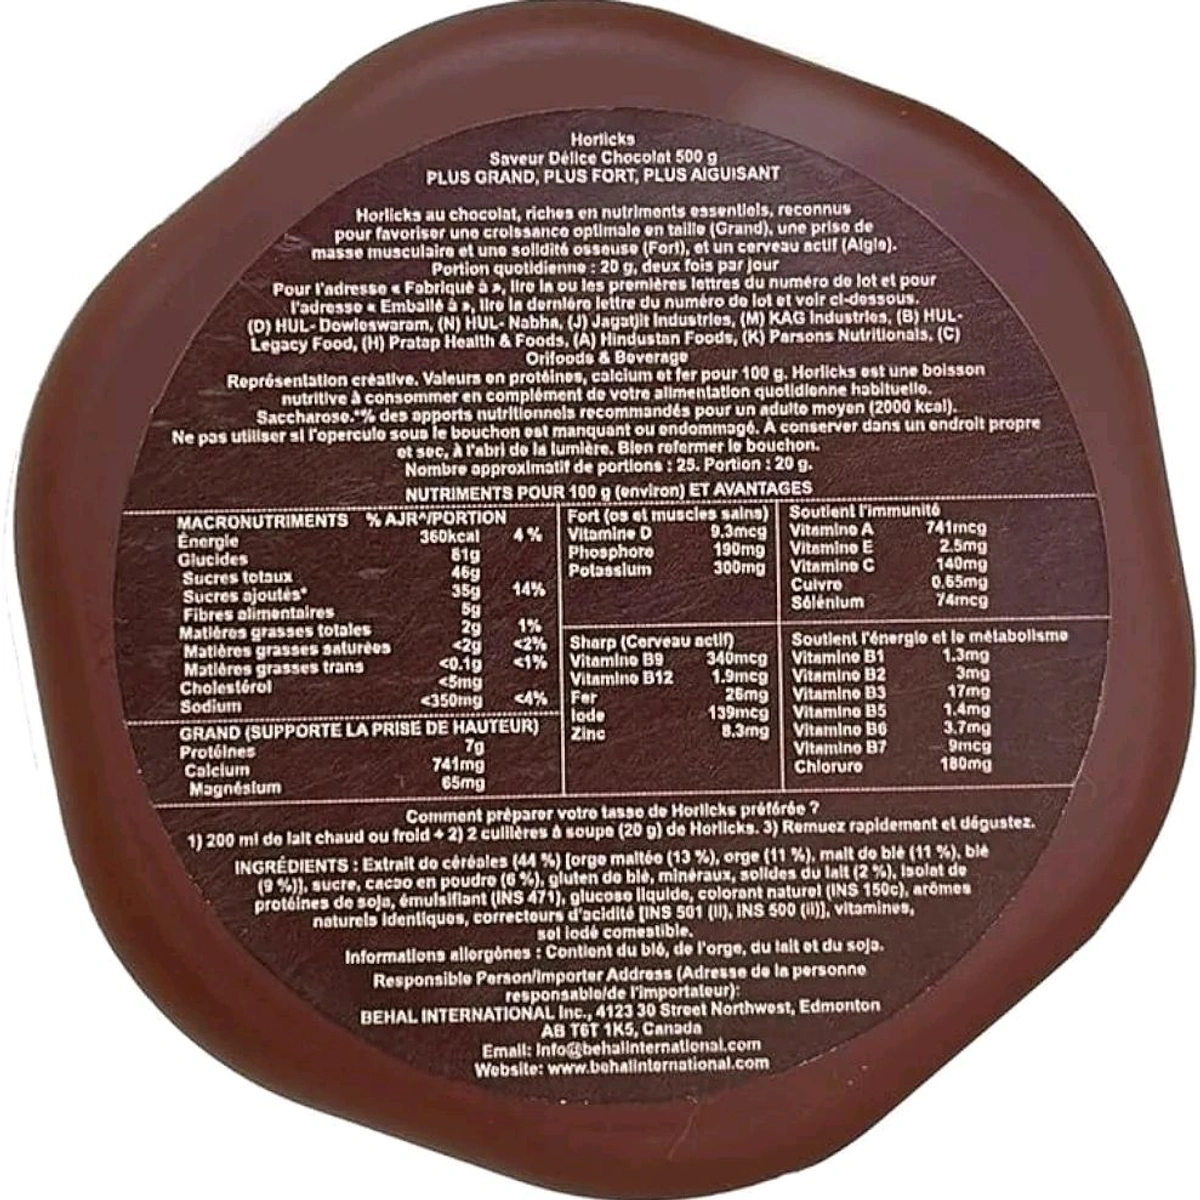 Horlicks
Saveur Délice Chocolat 500 g
PLUS GRAND, PLUS FORT, PLUS AIGUISANT
Horlicks au chocolat, riches en nutriments essentiels, reconnus
pour favoriser une croissance optimale en taille (Grand), une prise de
masse musculaire et une solidité osseuse (Fort), et un cerveau actif (Aigle).
Portion quotidienne : 20 g, deux fois par jour
Pour l'adresse « Fabriqué à », lire la ou les premières lettres du numéro de lot et pour
l'adresse « Emballé à », lire la dernière lettre du numéro de lot et voir ci-dessous.
(D) HUL- Dowleswaram, (N) HUL- Nabha, (J) Jagatjit Industries, (M) KAG Industries, (B) HUL-
Legacy Food, (H) Pratap Health & Foods, (A) Hindustan Foods, (K) Parsons Nutritionals, (C)
Orifoods & Beverage
Représentation créative. Valeurs en protéines, calcium et fer pour 100 g. Horlicks est une boisson
nutritive à consommer en complément de votre alimentation quotidienne habituelle.
Saccharose.*% des apports nutritionnels recommandés pour un adulte moyen (2000 kcal).
Ne pas utiliser si l'opercule sous le bouchon est manquant ou endommagé. À conserver dans un endroit propre
et sec, à l'abri de la lumière. Bien refermer le bouchon.
Nombre approximatif de portions : 25. Portion : 20 g.
NUTRIMENTS POUR 100 g (environ) ET AVANTAGES
MACRONUTRIMENTS % AJR^/PORTION
Énergie 360kcal 4 %
Glucides 81g
Sucres totaux 46g
Sucres ajoutés* 35g 14%
Fibres alimentaires 5g
Matières grasses totales 2g 1%
Matières grasses saturées <2g <2%
Matières grasses trans <0.1g <1%
Cholestérol <5mg
Sodium <350mg <4%
GRAND (SUPPORTE LA PRISE DE HAUTEUR)
Protéines 7g
Calcium 741mg
Magnésium 65mg
Fort (os et muscles sains)
Vitamine D 9.3mcg
Phosphore 190mg
Potassium 300mg
Sharp (Cerveau actif)
Vitamine B9 340mcg
Vitamine B12 1.9mcg
Fer 26mg
Iode 139mcg
Zinc 8.3mg
Soutient l'immunité
Vitamine A 741mcg
Vitamine E 2.5mg
Vitamine C 140mg
Cuivre 0.65mg
Sélénium 74mcg
Soutient l'énergie et le métabolisme
Vitamine B1 1.3mg
Vitamine B2 3mg
Vitamine B3 17mg
Vitamine B5 1.4mg
Vitamine B6 3.7mg
Vitamine B7 9mcg
Chlorure 180mg
Comment préparer votre tasse de Horlicks préférée ?
1) 200 ml de lait chaud ou froid + 2) 2 cuillères à soupe (20 g) de Horlicks. 3) Remuez rapidement et dégustez.
INGRÉDIENTS : Extrait de céréales (44 %) [orge maltée (13 %), orge (11 %), malt de blé (11 %), blé
(9 %)], sucre, cacao en poudre (6 %), gluten de blé, minéraux, solides du lait (2 %), isolat de
protéines de soja, émulsifiant (INS 471), glucose liquide, colorant naturel (INS 150c), arômes
naturels identiques, correcteurs d'acidité [INS 501 (ii), INS 500 (ii)], vitamines,
sel iodé comestible.
Informations allergènes : Contient du blé, de l'orge, du lait et du soja.
Responsible Person/Importer Address (Adresse de la personne
responsable/de l'importateur):
BEHAL INTERNATIONAL Inc., 4123 30 Street Northwest, Edmonton
AB T6T 1K5, Canada
Email: Info@behalinternational.com
Website: www.behalinternational.com